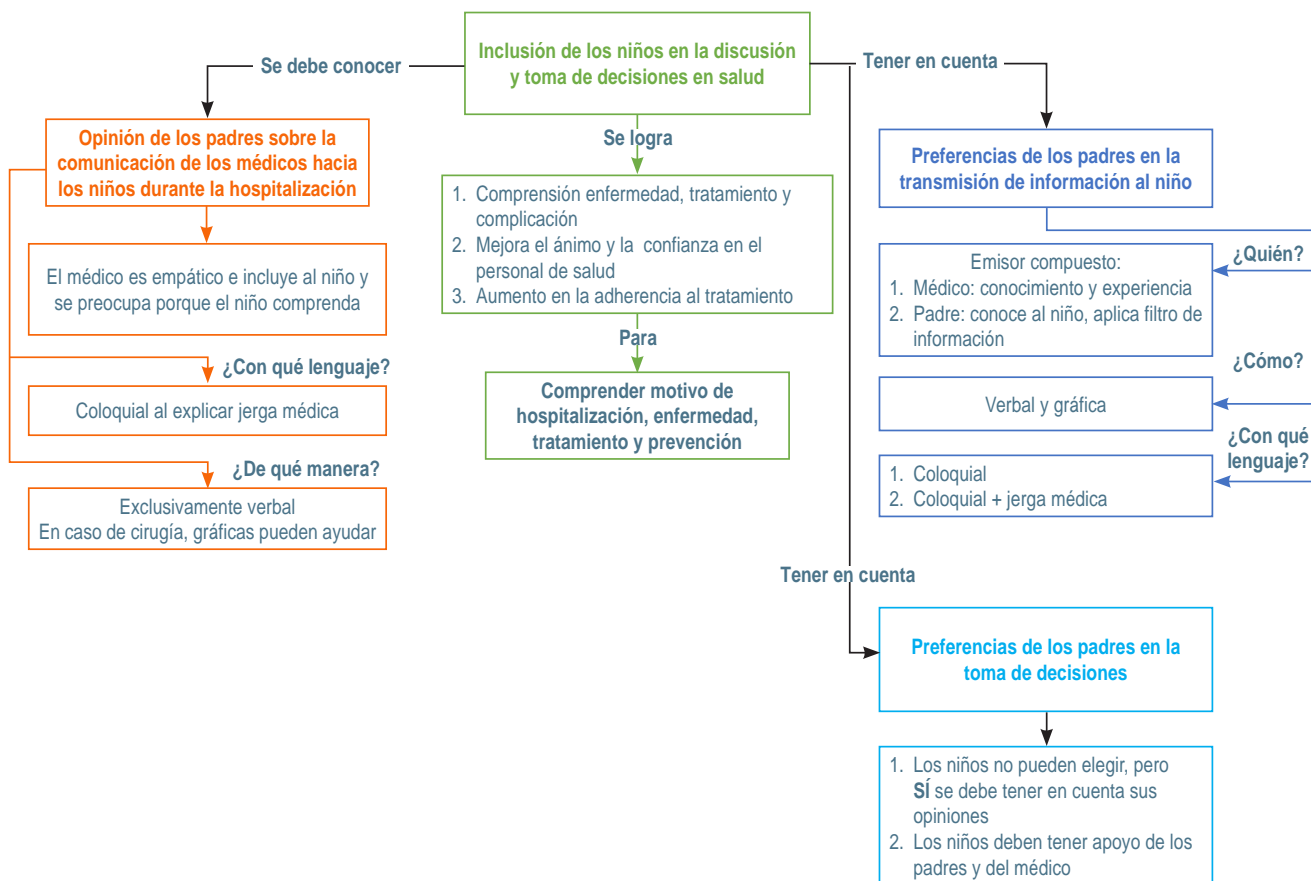 Inclusión de los niños en la discusión
y toma de decisiones en salud
Se debe conocer
Opinión de los padres sobre la
comunicación de los médicos hacia
los niños durante la hospitalización
El médico es empático e incluye al niño y
se preocupa porque el niño comprenda
¿Con qué lenguaje?
Coloquial al explicar jerga médica
¿De qué manera?
Exclusivamente verbal
En caso de cirugía, gráficas pueden ayudar
Se logra
1. Comprensión enfermedad, tratamiento y
complicación
2. Mejora el ánimo y la confianza en el
personal de salud
3. Aumento en la adherencia al tratamiento
Para
Comprender motivo de
hospitalización, enfermedad,
tratamiento y prevención
Tener en cuenta
Preferencias de los padres en la
transmisión de información al niño
¿Quién?
Emisor compuesto:
1. Médico: conocimiento y experiencia
2. Padre: conoce al niño, aplica filtro de
información
¿Cómo?
Verbal y gráfica
¿Con qué
lenguaje?
1. Coloquial
2. Coloquial + jerga médica
Tener en cuenta
Preferencias de los padres en la
toma de decisiones
1. Los niños no pueden elegir, pero
SÍ se debe tener en cuenta sus
opiniones
2. Los niños deben tener apoyo de los
padres y del médico